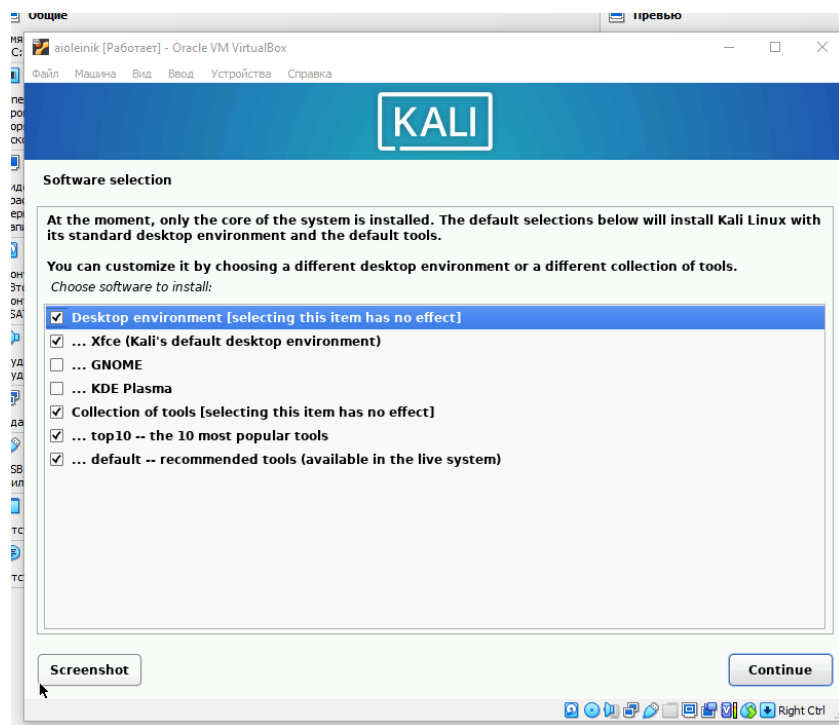 Общие
Превью
aioleinik [Работает] - Oracle VM VirtualBox
Файл Машина Вид Ввод Устройства Справка
KALI
Software selection
At the moment, only the core of the system is installed. The default selections below will install Kali Linux with
its standard desktop environment and the default tools.
You can customize it by choosing a different desktop environment or a different collection of tools.
Choose software to install:
Desktop environment [selecting this item has no effect]
... Xfce (Kali's default desktop environment)
... GNOME
... KDE Plasma
Collection of tools [selecting this item has no effect]
... top10 -- the 10 most popular tools
... default -- recommended tools (available in the live system)
Screenshot
Continue
Right Ctrl